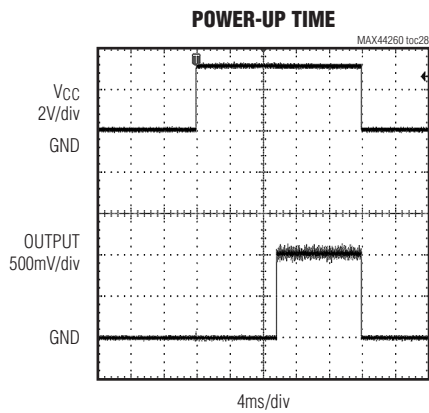 POWER-UP TIME
MAX44260 toc28
VCC
2V/div
GND
OUTPUT
500mV/div
GND
4ms/div